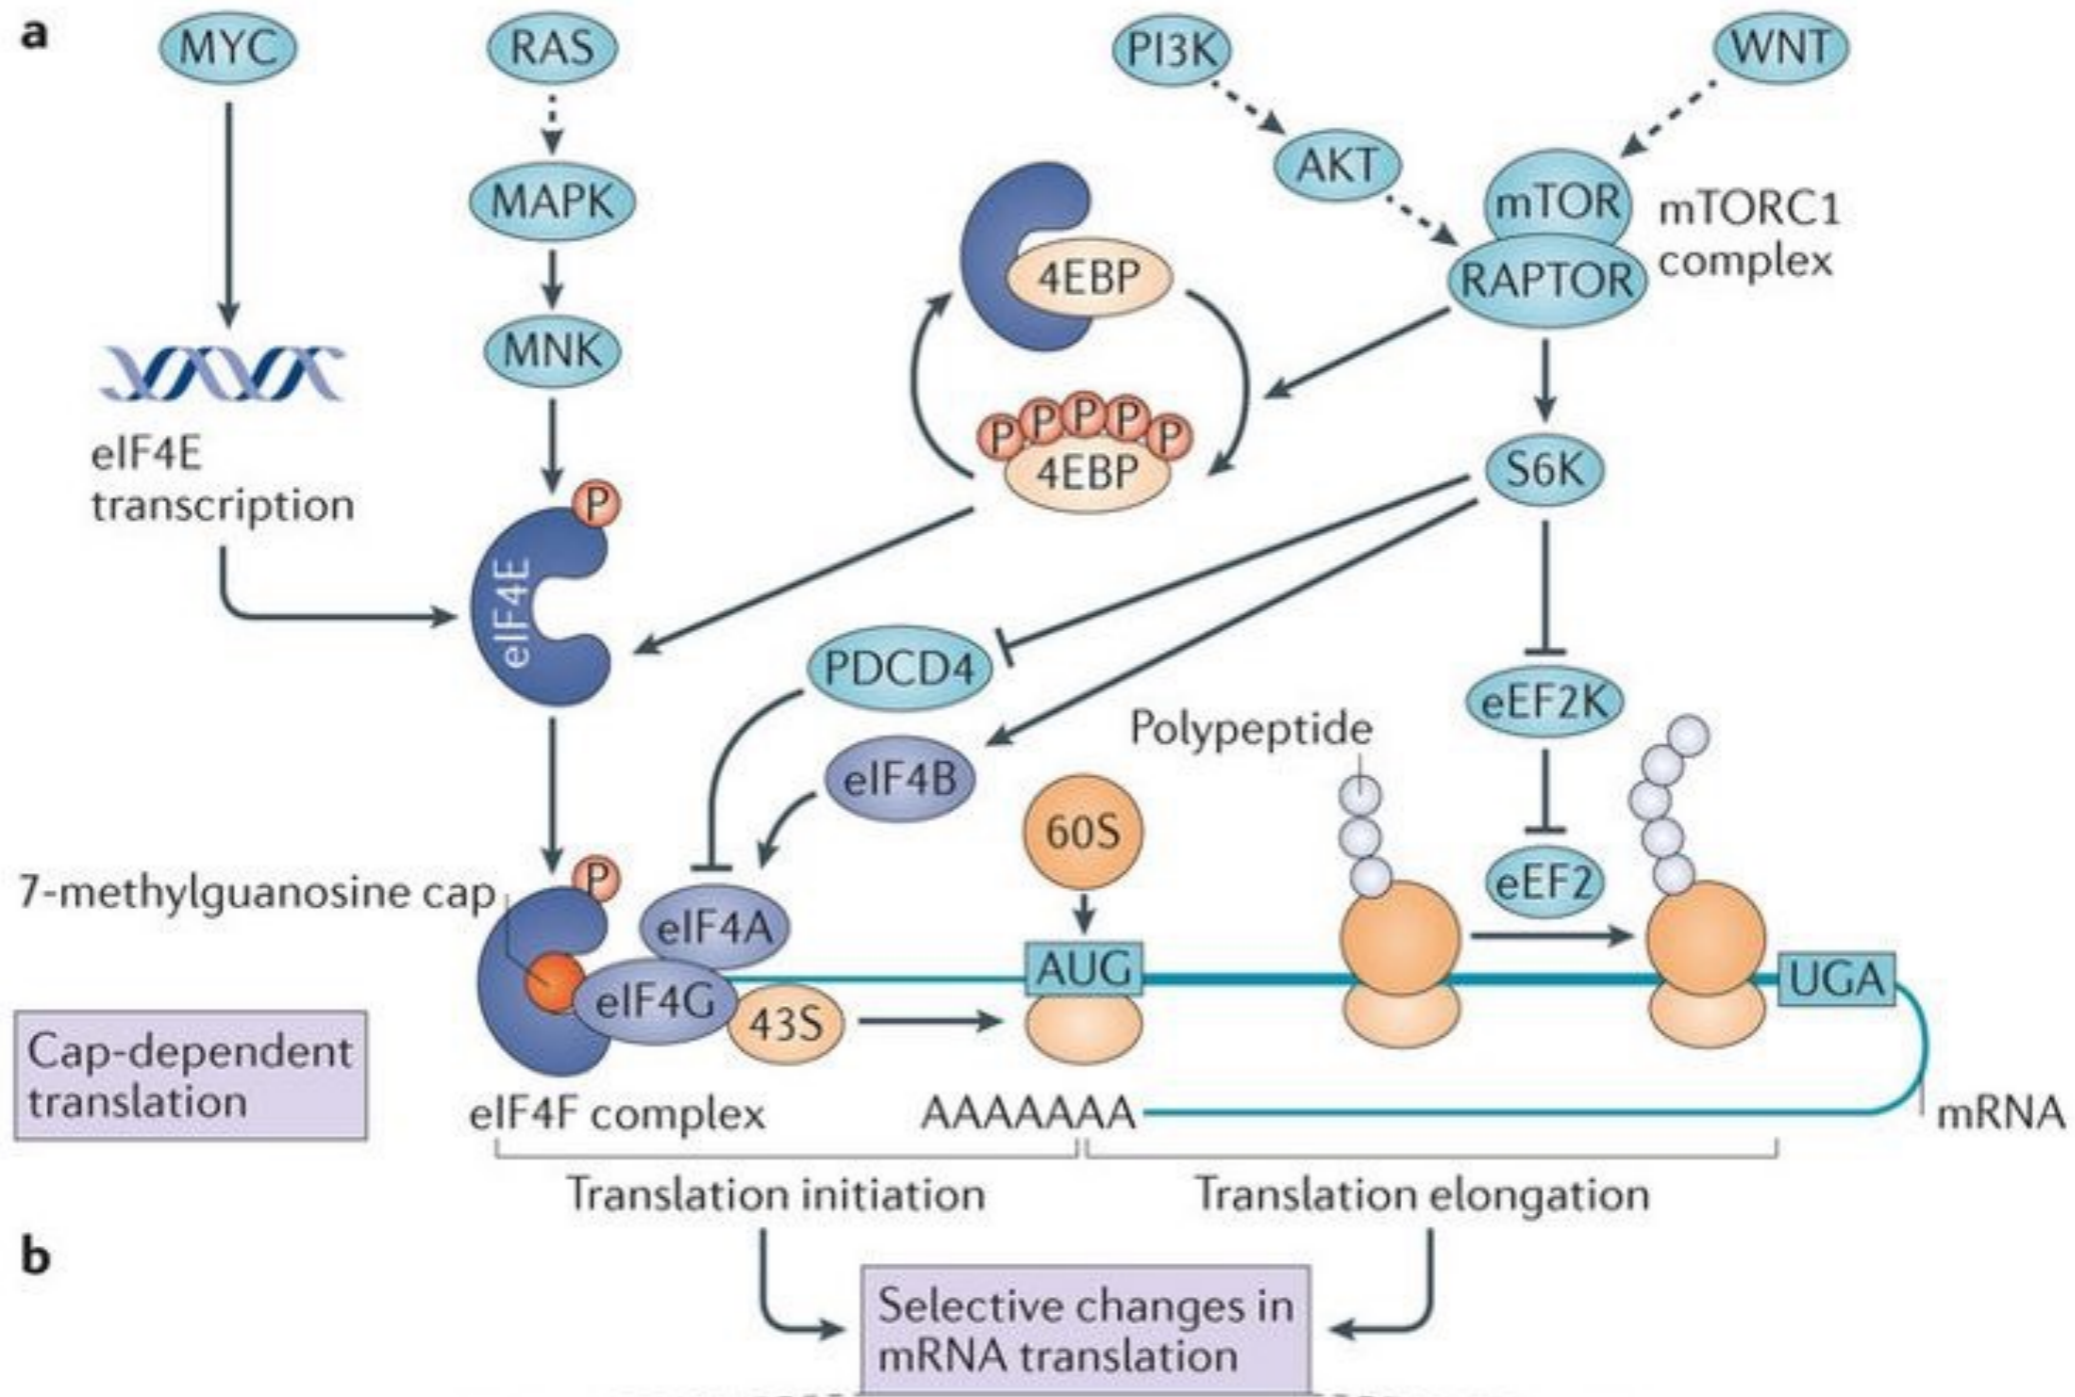 a
MYC
RAS
PI3K
WNT
AKT
MAPK
mTOR
mTORC1
complex
RAPTOR
4EBP
MNK
P P P P P
4EBP
eIF4E
transcription
S6K
P
eIF4E
PDCD4
eEF2K
Polypeptide
eIF4B
60S
7-methylguanosine cap
P
eEF2
eIF4A
AUG
UGA
eIF4G
43S
Cap-dependent
translation
eIF4F complex
AAAAAAA
mRNA
Translation initiation
Translation elongation
b
Selective changes in
mRNA translation